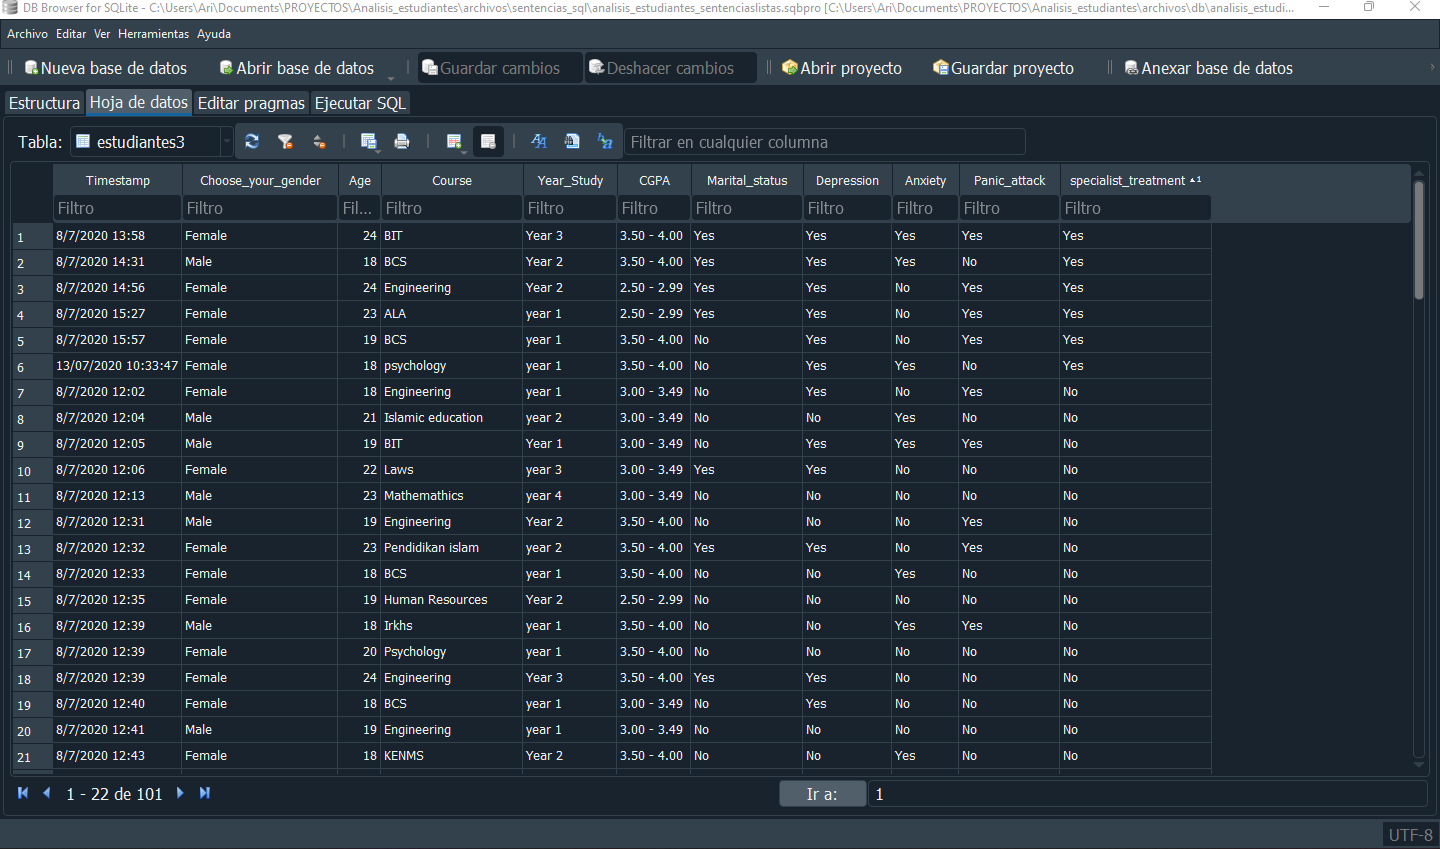 DB Browser for SQLite - C:\Users\Ari\Documents\PROYECTOS\Analisis_estudiantes\archivos\sentencias_sql\analisis_estudiantes_sentenciaslistas.sqbpro [C:\Users\Ari\Documents\PROYECTOS\Analisis_estudiantes\archivos\db\analisis_estudi...
Archivo Editar Ver Herramientas Ayuda
Nueva base de datos Abrir base de datos Guardar cambios Deshacer cambios Abrir proyecto Guardar proyecto Anexar base de datos
Estructura Hoja de datos Editar pragmas Ejecutar SQL
Tabla: estudiantes3 Filtrar en cualquier columna
Timestamp Choose_your_gender Age Course Year_Study CGPA Marital_status Depression Anxiety Panic_attack specialist_treatment 1
Filtro Filtro Fil... Filtro Filtro Filtro Filtro Filtro Filtro Filtro Filtro
1 8/7/2020 13:58 Female 24 BIT Year 3 3.50 - 4.00 Yes Yes Yes Yes Yes
2 8/7/2020 14:31 Male 18 BCS Year 2 3.50 - 4.00 Yes Yes Yes No Yes
3 8/7/2020 14:56 Female 24 Engineering Year 2 2.50 - 2.99 Yes Yes No Yes Yes
4 8/7/2020 15:27 Female 23 ALA year 1 2.50 - 2.99 Yes Yes No Yes Yes
5 8/7/2020 15:57 Female 19 BCS year 1 3.50 - 4.00 No Yes No Yes Yes
6 13/07/2020 10:33:47 Female 18 psychology year 1 3.50 - 4.00 No Yes Yes No Yes
7 8/7/2020 12:02 Female 18 Engineering year 1 3.00 - 3.49 No Yes No Yes No
8 8/7/2020 12:04 Male 21 Islamic education year 2 3.00 - 3.49 No No Yes No No
9 8/7/2020 12:05 Male 19 BIT Year 1 3.00 - 3.49 No Yes Yes Yes No
10 8/7/2020 12:06 Female 22 Laws year 3 3.00 - 3.49 Yes Yes No No No
11 8/7/2020 12:13 Male 23 Mathemathics year 4 3.00 - 3.49 No No No No No
12 8/7/2020 12:31 Male 19 Engineering Year 2 3.50 - 4.00 No No No Yes No
13 8/7/2020 12:32 Female 23 Pendidikan islam year 2 3.50 - 4.00 Yes Yes No Yes No
14 8/7/2020 12:33 Female 18 BCS year 1 3.50 - 4.00 No No Yes No No
15 8/7/2020 12:35 Female 19 Human Resources Year 2 2.50 - 2.99 No No No No No
16 8/7/2020 12:39 Male 18 Irkhs year 1 3.50 - 4.00 No No Yes Yes No
17 8/7/2020 12:39 Female 20 Psychology year 1 3.50 - 4.00 No No No No No
18 8/7/2020 12:39 Female 24 Engineering Year 3 3.50 - 4.00 Yes Yes No No No
19 8/7/2020 12:40 Female 18 BCS year 1 3.00 - 3.49 No Yes No No No
20 8/7/2020 12:41 Male 19 Engineering year 1 3.00 - 3.49 No No No No No
21 8/7/2020 12:43 Female 18 KENMS Year 2 3.50 - 4.00 No No Yes No No
1 - 22 de 101 Ir a: 1
UTF-8